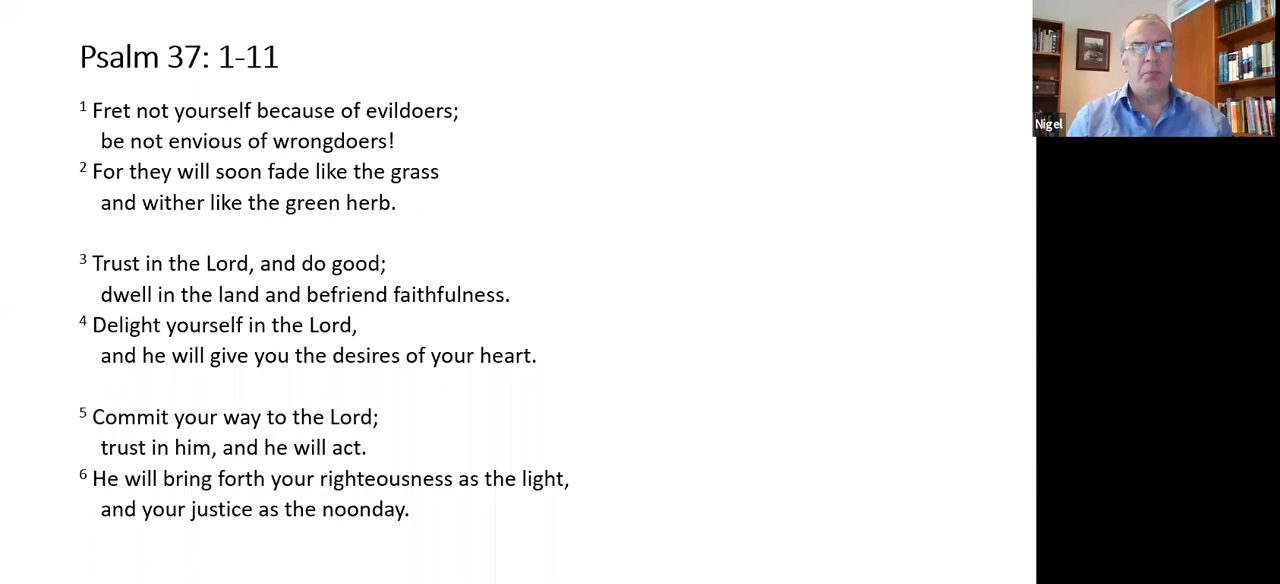 Psalm 37: 1-11
1 Fret not yourself because of evildoers;
be not envious of wrongdoers!
2 For they will soon fade like the grass
and wither like the green herb.
3 Trust in the Lord, and do good;
dwell in the land and befriend faithfulness.
4 Delight yourself in the Lord,
and he will give you the desires of your heart.
5 Commit your way to the Lord;
trust in him, and he will act.
6 He will bring forth your righteousness as the light,
and your justice as the noonday.
Nigel